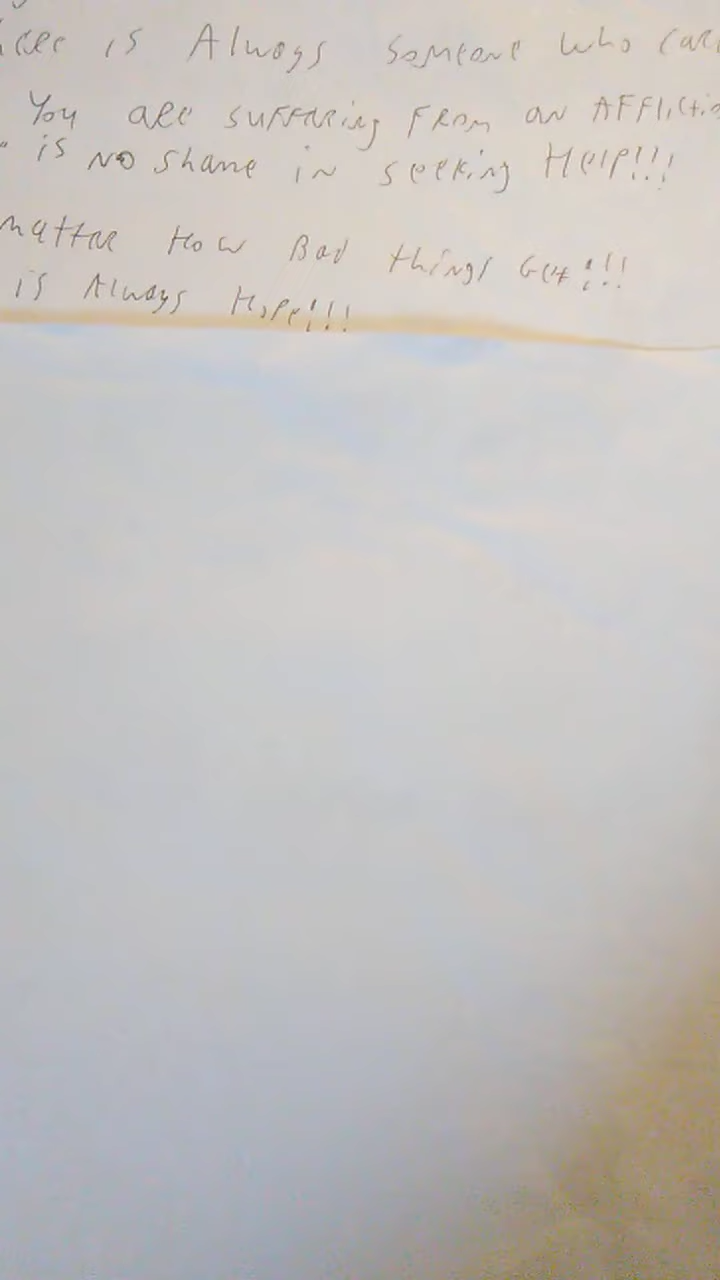 is Always Someone who
You are suffering from an
is no shame in seeking Help!!!
matter How Bad things Get!!!
is Always Hope!!!